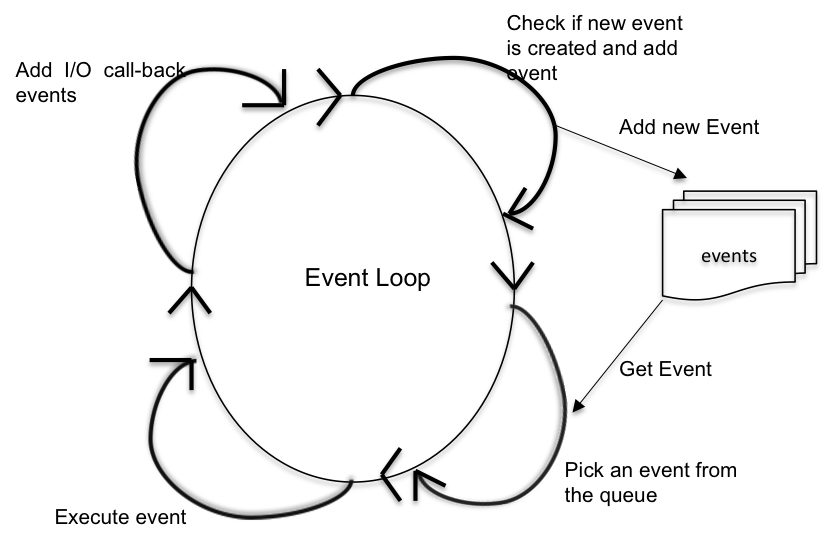 Check if new event
is created and add
event
Add I/O call-back
events
Add new Event
events
Event Loop
Get Event
Pick an event from
the queue
Execute event